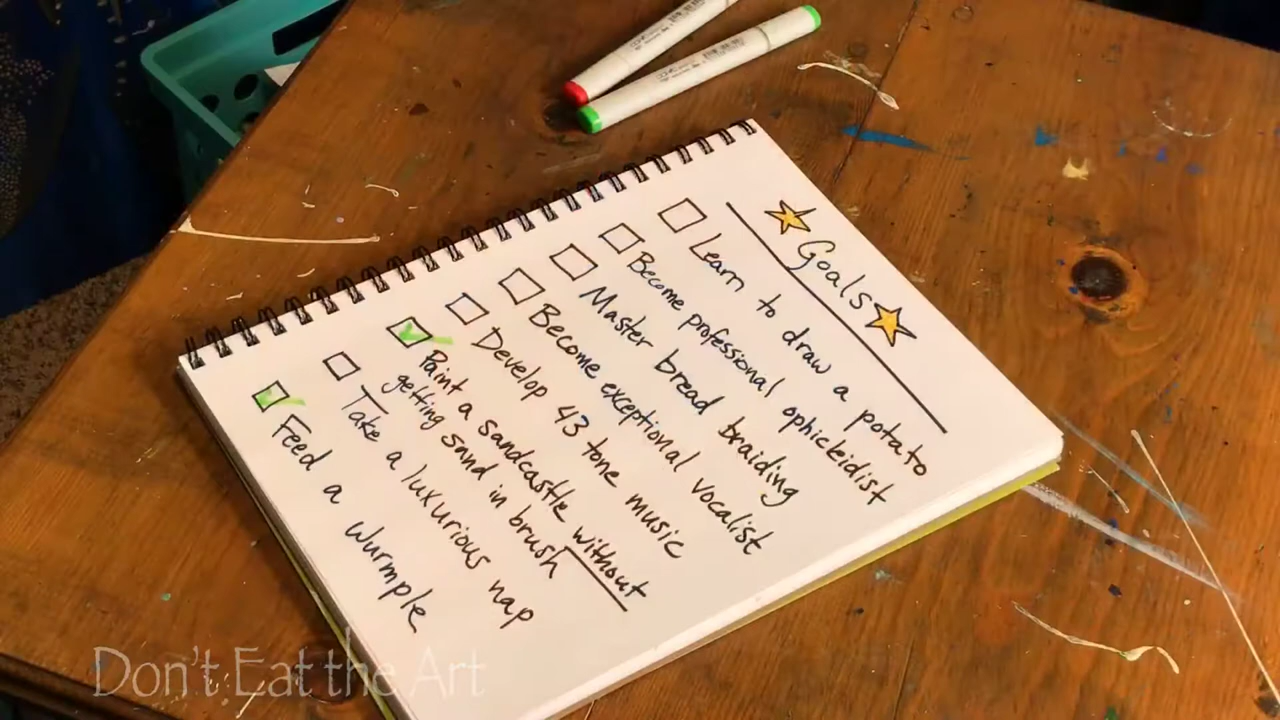 Goals
Learn to draw a potato
Become professional ophicleidist
Master bread braiding
Become exceptional vocalist
Develop 43 tone music
Paint a sandcastle without
getting sand in brush
Take a luxurious nap
Feed a wurmple
Don't Eat the Art